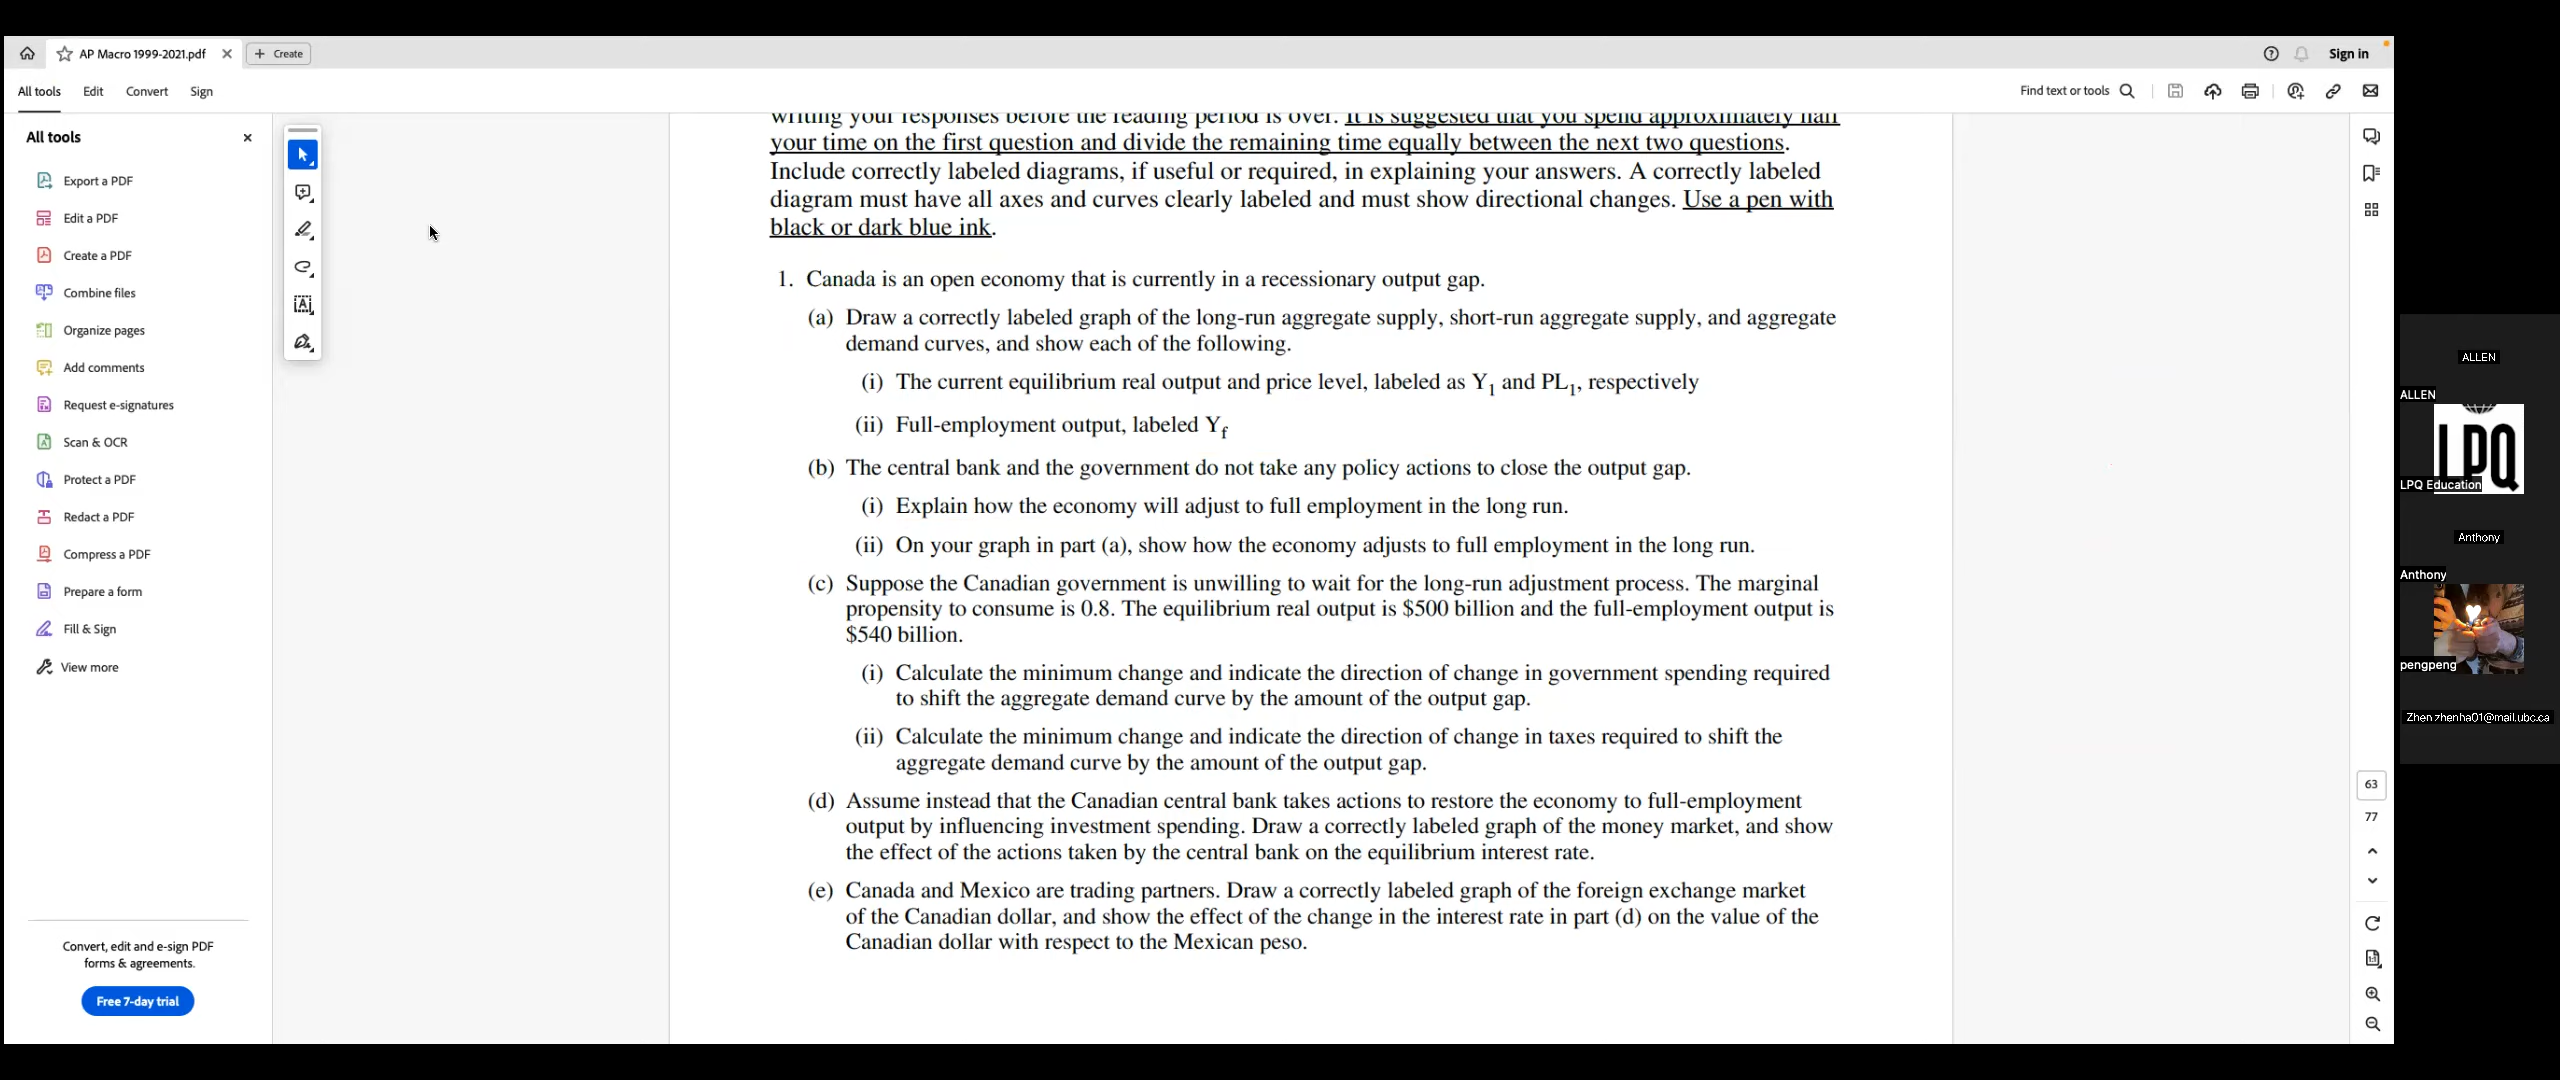 AP Macro 1999-2021.pdf
Create
Sign in
All tools
Edit
Convert
Sign
Find text or tools
All tools
Export a PDF
Edit a PDF
Create a PDF
Combine files
Organize pages
Add comments
Request e-signatures
Scan & OCR
Protect a PDF
Redact a PDF
Compress a PDF
Prepare a form
Fill & Sign
View more
Convert, edit and e-sign PDF
forms & agreements.
Free 7-day trial
writing your responses before the reading period is over. It is suggested that you spend approximately half
your time on the first question and divide the remaining time equally between the next two questions.
Include correctly labeled diagrams, if useful or required, in explaining your answers. A correctly labeled
diagram must have all axes and curves clearly labeled and must show directional changes. Use a pen with
black or dark blue ink.
1. Canada is an open economy that is currently in a recessionary output gap.
(a) Draw a correctly labeled graph of the long-run aggregate supply, short-run aggregate supply, and aggregate
demand curves, and show each of the following.
(i) The current equilibrium real output and price level, labeled as Y1 and PL1, respectively
(ii) Full-employment output, labeled Yf
(b) The central bank and the government do not take any policy actions to close the output gap.
(i) Explain how the economy will adjust to full employment in the long run.
(ii) On your graph in part (a), show how the economy adjusts to full employment in the long run.
(c) Suppose the Canadian government is unwilling to wait for the long-run adjustment process. The marginal
propensity to consume is 0.8. The equilibrium real output is $500 billion and the full-employment output is
$540 billion.
(i) Calculate the minimum change and indicate the direction of change in government spending required
to shift the aggregate demand curve by the amount of the output gap.
(ii) Calculate the minimum change and indicate the direction of change in taxes required to shift the
aggregate demand curve by the amount of the output gap.
(d) Assume instead that the Canadian central bank takes actions to restore the economy to full-employment
output by influencing investment spending. Draw a correctly labeled graph of the money market, and show
the effect of the actions taken by the central bank on the equilibrium interest rate.
(e) Canada and Mexico are trading partners. Draw a correctly labeled graph of the foreign exchange market
of the Canadian dollar, and show the effect of the change in the interest rate in part (d) on the value of the
Canadian dollar with respect to the Mexican peso.
63
77
ALLEN
ALLEN
LPQ
LPQ Education
Anthony
Anthony
pengpeng
Zhen zhenha01@mail.ubc.ca